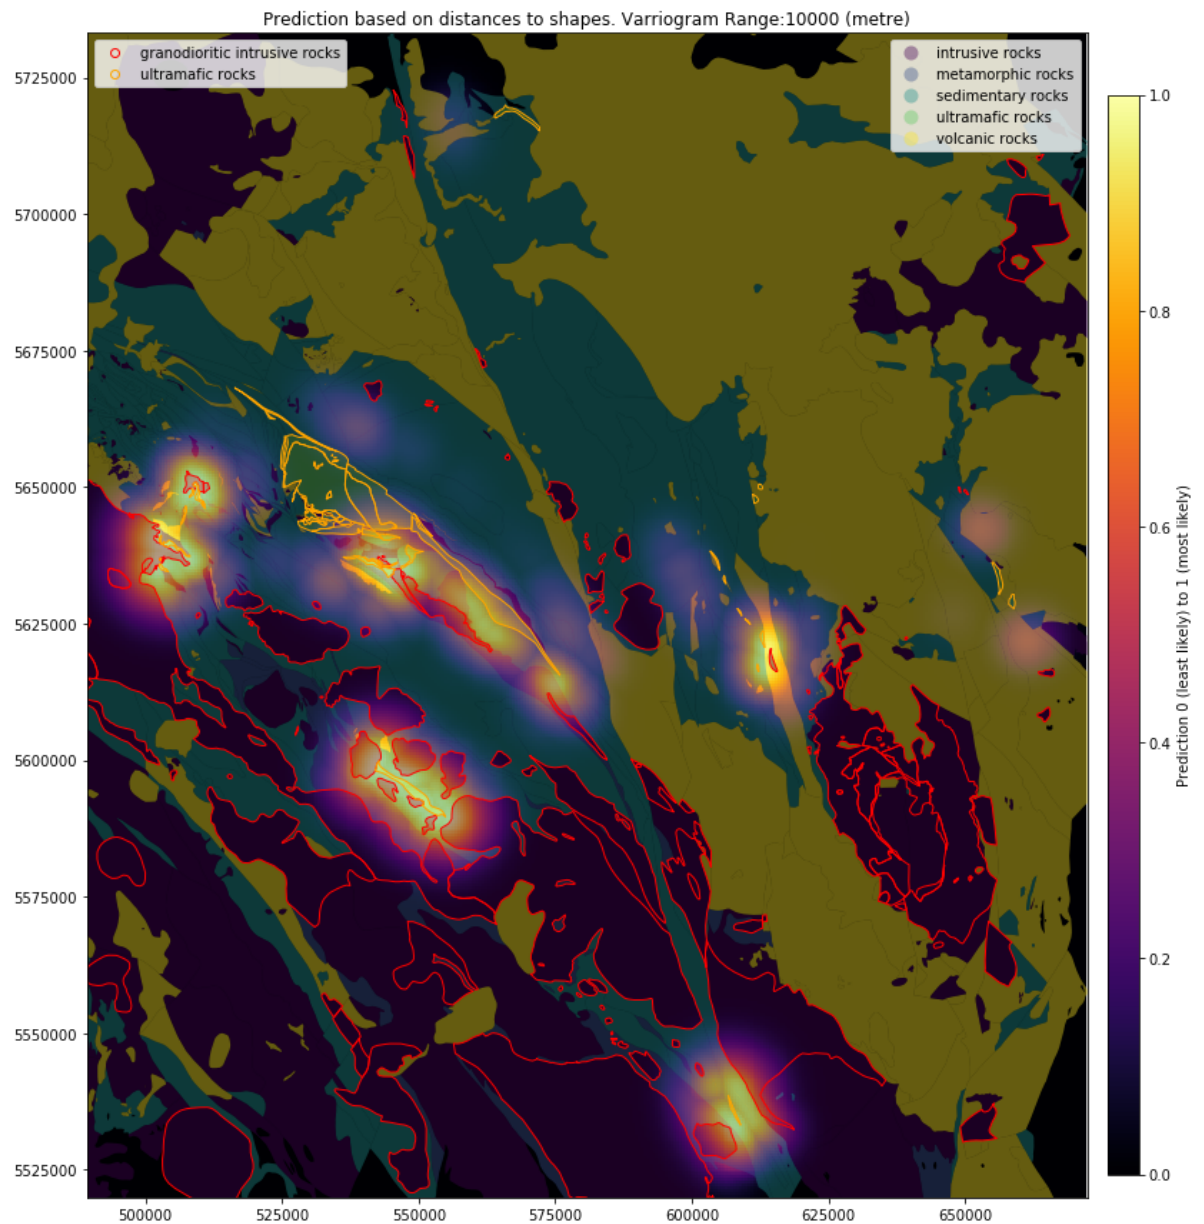 Prediction based on distances to shapes. Varriogram Range:10000 (metre)
granodioritic intrusive rocks
ultramafic rocks
intrusive rocks
metamorphic rocks
sedimentary rocks
ultramafic rocks
volcanic rocks
5725000
5700000
5675000
5650000
5625000
5600000
5575000
5550000
5525000
500000
525000
550000
575000
600000
625000
650000
1.0
0.8
0.6
0.4
0.2
0.0
Prediction 0 (least likely) to 1 (most likely)